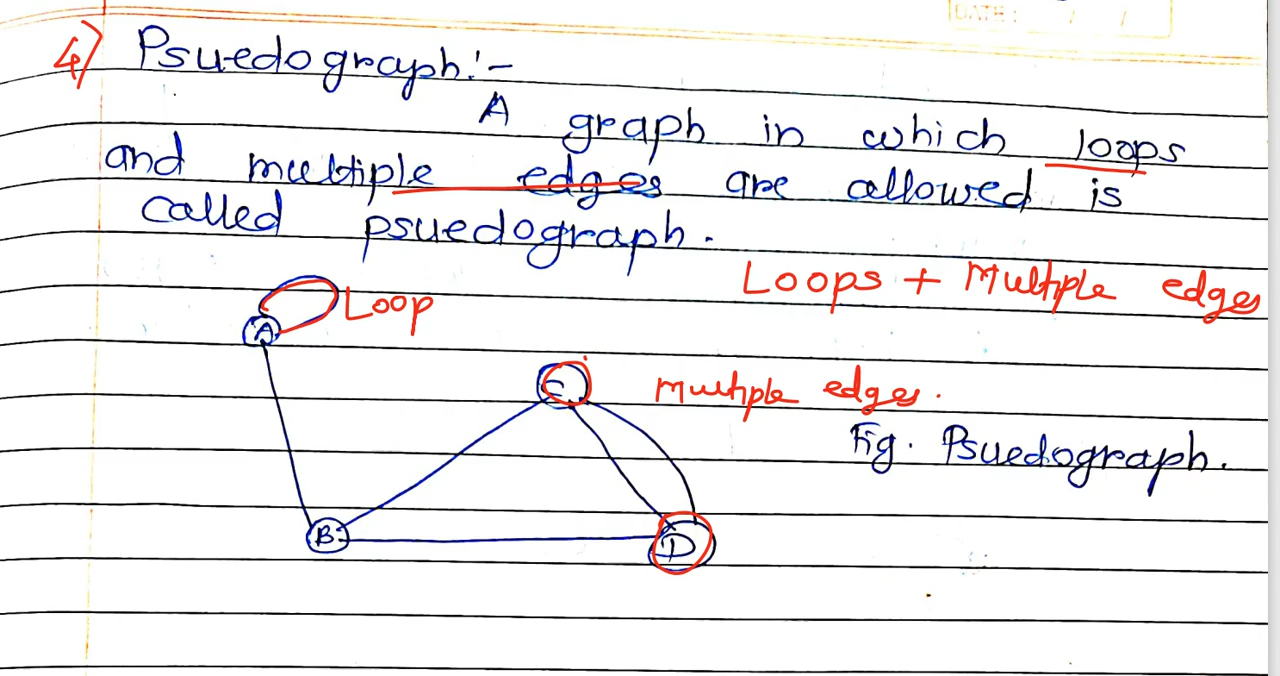 DATE : / /
4) Psuedograph:-
A graph in which loops
and multiple edges are allowed is
called psuedograph.
Loops + Multiple edges
Loop
A
C
Multiple edges.
Fig. Psuedograph.
B
D